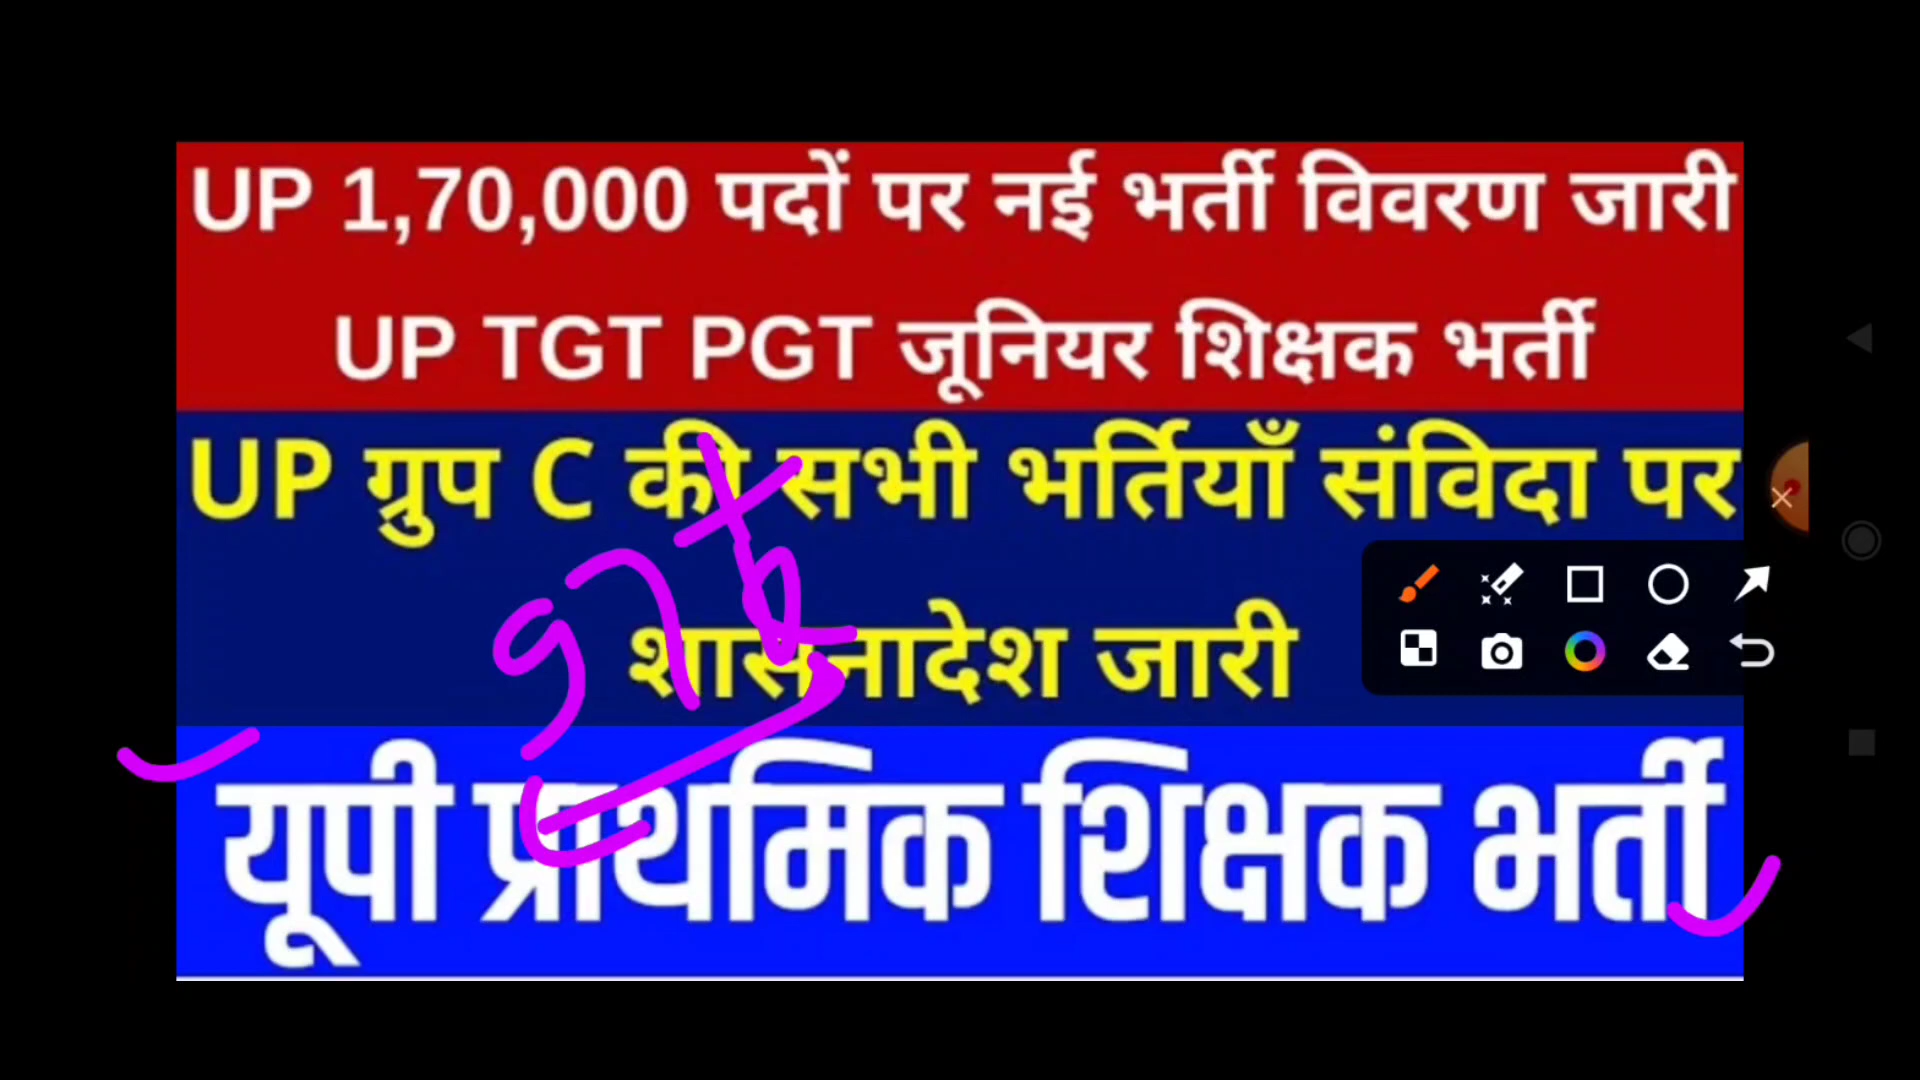 UP 1,70,000 पदों पर नई भर्ती विवरण जारी
UP TGT PGT जूनियर शिक्षक भर्ती
UP ग्रुप C की सभी भर्तियाँ संविदा पर
शासनादेश जारी
यूपी प्राथमिक शिक्षक भर्ती